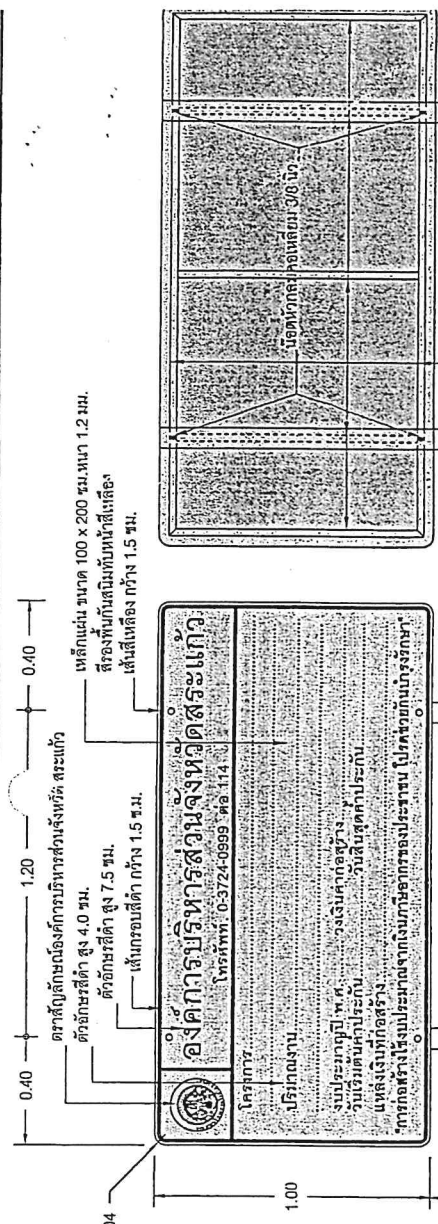 0.40
1.20
0.40
ตราสัญลักษณ์องค์การบริหารส่วนจังหวัด สระแก้ว
ตัวอักษรสีดำ สูง 4.0 ซม.
ตัวอักษรสีดำ สูง 7.5 ซม.
เส้นกรอบสีดำ กว้าง 1.5 ซ.ม.
เหล็กแผ่น ขนาด 100 x 200 ซม.หนา 1.2 มม.
สีรองพื้นกันสนิมทับหน้าสีเหลือง
เส้นสีเหลือง กว้าง 1.5 ซม.
04
1.00
องค์การบริหารส่วนจังหวัดสระแก้ว
โทรศัพท์. 0-3724-0999 ต่อ 114
โครงการ
ปริมาณงาน
งบประมาณปี พ.ศ. วงเงินค่าก่อสร้าง
วันเริ่มต้นค้ำประกัน วันสิ้นสุดค้ำประกัน
แหล่งเงินที่ก่อสร้าง
"การก่อสร้างใช้งบประมาณจากเงินภาษีอากรของประชาชน โปรดช่วยกันบำรุงรักษา"
น๊อตหัวกลมคอเหลี่ยม 3/8 นิ้ว